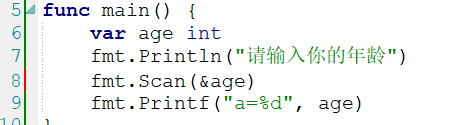 5 func main() {
6 var age int
7 fmt.Println("请输入你的年龄")
8 fmt.Scan(&age)
9 fmt.Printf("a=%d", age)